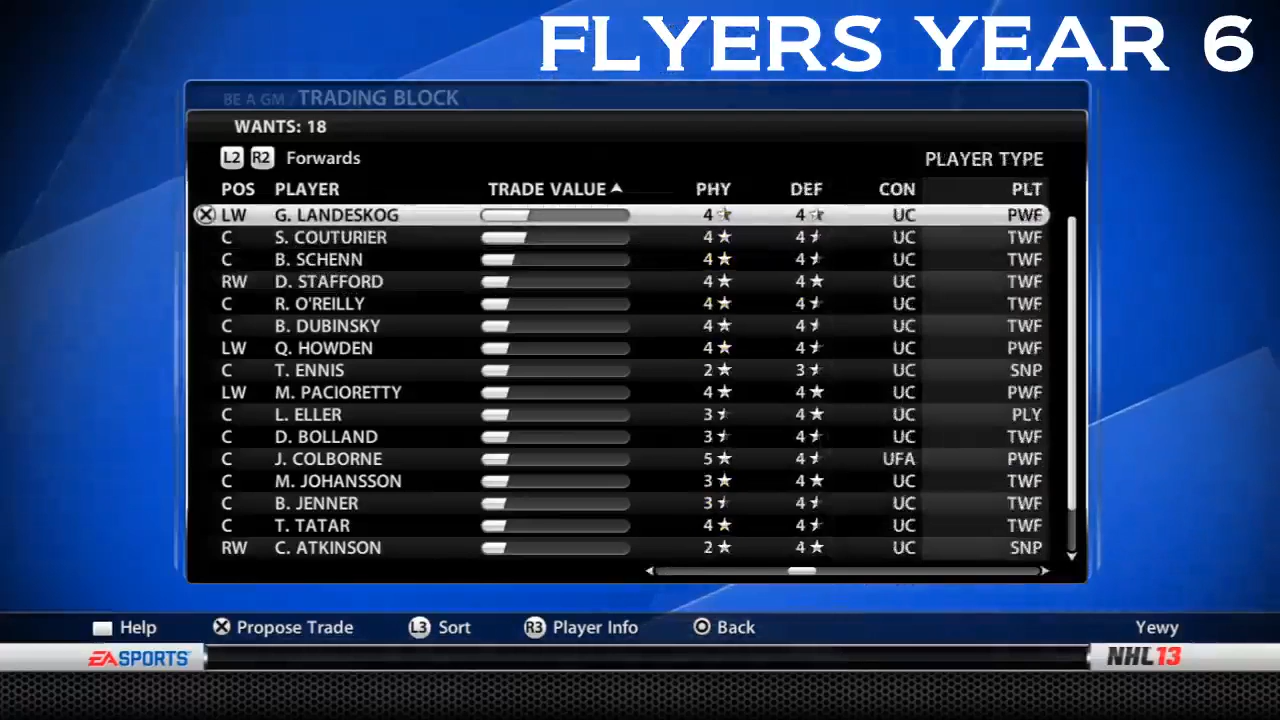 FLYERS YEAR 6
BE A GM / TRADING BLOCK
WANTS: 18
L2 R2 Forwards PLAYER TYPE
POS PLAYER TRADE VALUE PHY DEF CON PLT
LW G. LANDESKOG 4 4 UC PWF
C S. COUTURIER 4 4 UC TWF
C B. SCHENN 4 4 UC TWF
RW D. STAFFORD 4 4 UC TWF
C R. O'REILLY 4 4 UC TWF
C B. DUBINSKY 4 4 UC TWF
LW Q. HOWDEN 4 4 UC PWF
C T. ENNIS 2 3 UC SNP
LW M. PACIORETTY 4 4 UC PWF
C L. ELLER 3 4 UC PLY
C D. BOLLAND 3 4 UC TWF
C J. COLBORNE 5 4 UFA PWF
C M. JOHANSSON 3 4 UC TWF
C B. JENNER 3 4 UC TWF
C T. TATAR 4 4 UC TWF
RW C. ATKINSON 2 4 UC SNP
Help Propose Trade L3 Sort R3 Player Info Back Yewy
EA SPORTS NHL 13